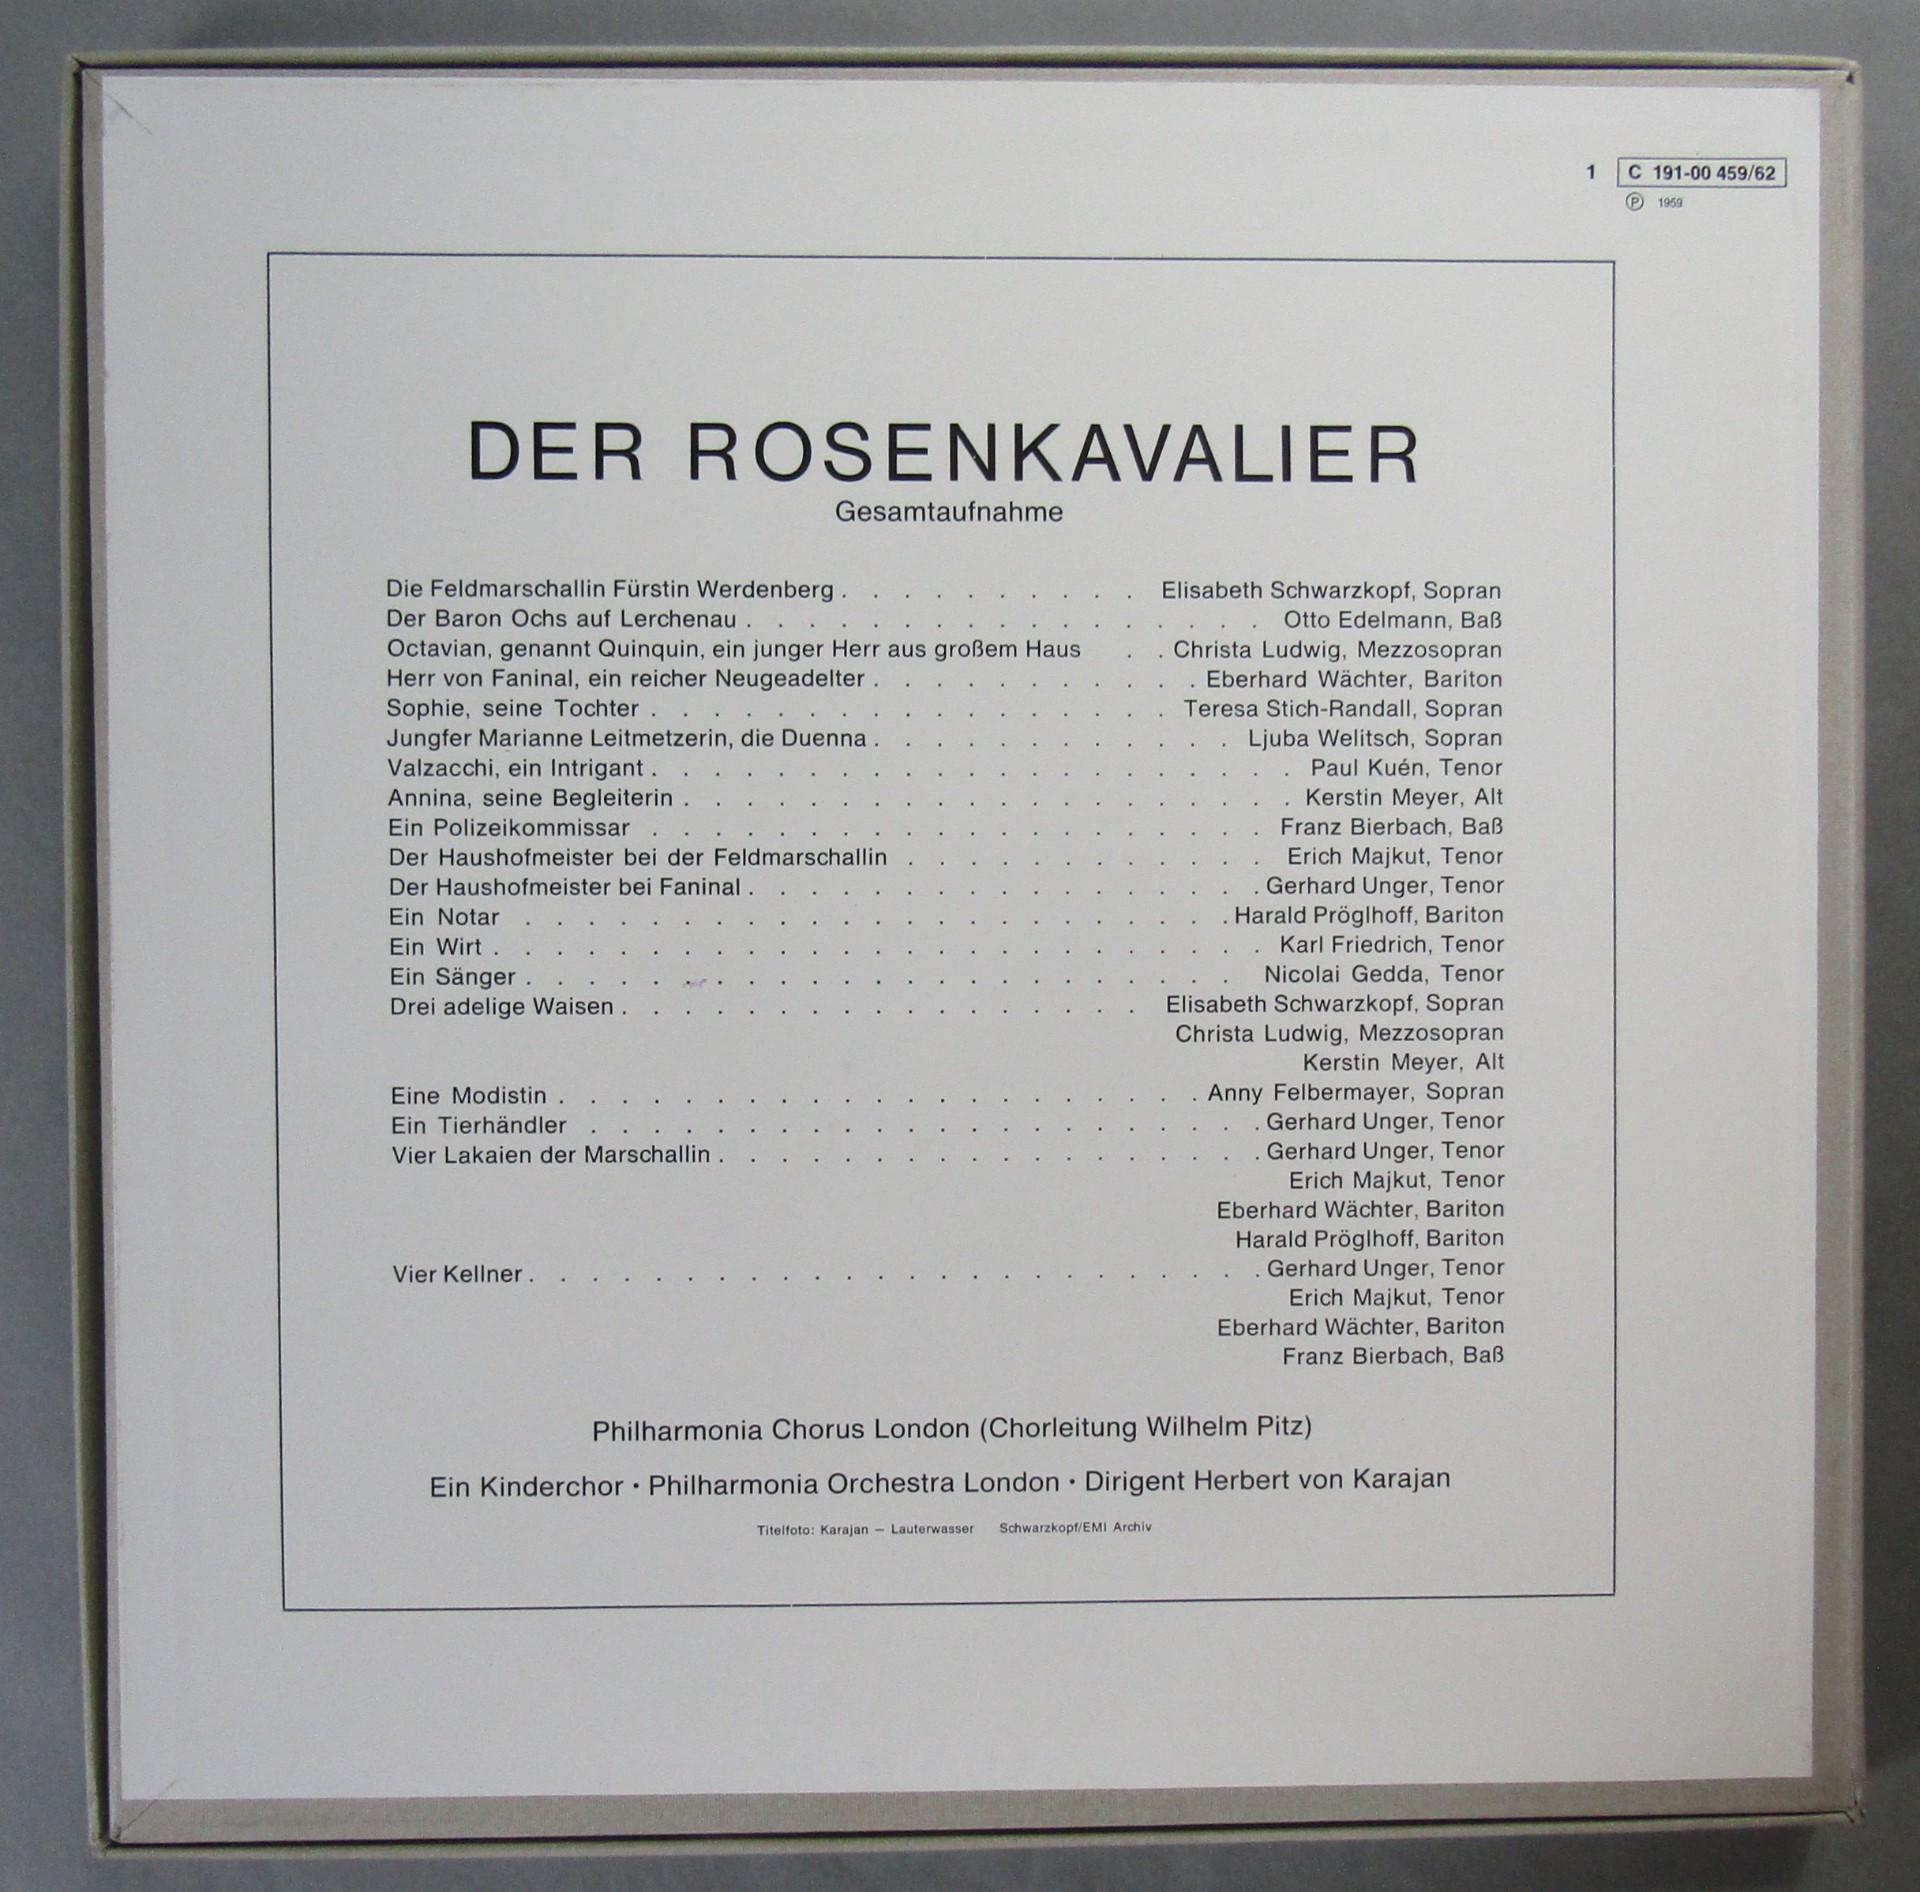 1 C 191-00 459/62
Ⓟ 1959
DER ROSENKAVALIER
Gesamtaufnahme
Die Feldmarschallin Fürstin Werdenberg . . . . . . . . . . Elisabeth Schwarzkopf, Sopran
Der Baron Ochs auf Lerchenau . . . . . . . . . . . . . . . . . Otto Edelmann, Baß
Octavian, genannt Quinquin, ein junger Herr aus großem Haus . . Christa Ludwig, Mezzosopran
Herr von Faninal, ein reicher Neugeadelter . . . . . . . . . . . Eberhard Wächter, Bariton
Sophie, seine Tochter . . . . . . . . . . . . . . . . . Teresa Stich-Randall, Sopran
Jungfer Marianne Leitmetzerin, die Duenna . . . . . . . . . . . . Ljuba Welitsch, Sopran
Valzacchi, ein Intrigant . . . . . . . . . . . . . . . . . . . . . Paul Kuén, Tenor
Annina, seine Begleiterin . . . . . . . . . . . . . . . . . . . . Kerstin Meyer, Alt
Ein Polizeikommissar . . . . . . . . . . . . . . . . . . . . Franz Bierbach, Baß
Der Haushofmeister bei der Feldmarschallin . . . . . . . . . . . . Erich Majkut, Tenor
Der Haushofmeister bei Faninal . . . . . . . . . . . . . . . . . Gerhard Unger, Tenor
Ein Notar . . . . . . . . . . . . . . . . . . . . . . . Harald Pröglhoff, Bariton
Ein Wirt . . . . . . . . . . . . . . . . . . . . . . . . . Karl Friedrich, Tenor
Ein Sänger . . . . . . . . . . . . . . . . . . . . . . . Nicolai Gedda, Tenor
Drei adelige Waisen . . . . . . . . . . . . . . . . . Elisabeth Schwarzkopf, Sopran
Christa Ludwig, Mezzosopran
Kerstin Meyer, Alt
Eine Modistin . . . . . . . . . . . . . . . . . . . . . Anny Felbermayer, Sopran
Ein Tierhändler . . . . . . . . . . . . . . . . . . . . . . Gerhard Unger, Tenor
Vier Lakaien der Marschallin . . . . . . . . . . . . . . . . . . Gerhard Unger, Tenor
Erich Majkut, Tenor
Eberhard Wächter, Bariton
Harald Pröglhoff, Bariton
Vier Kellner . . . . . . . . . . . . . . . . . . . . . . . . Gerhard Unger, Tenor
Erich Majkut, Tenor
Eberhard Wächter, Bariton
Franz Bierbach, Baß
Philharmonia Chorus London (Chorleitung Wilhelm Pitz)
Ein Kinderchor • Philharmonia Orchestra London • Dirigent Herbert von Karajan
Titelfoto: Karajan – Lauterwasser Schwarzkopf/EMI Archiv